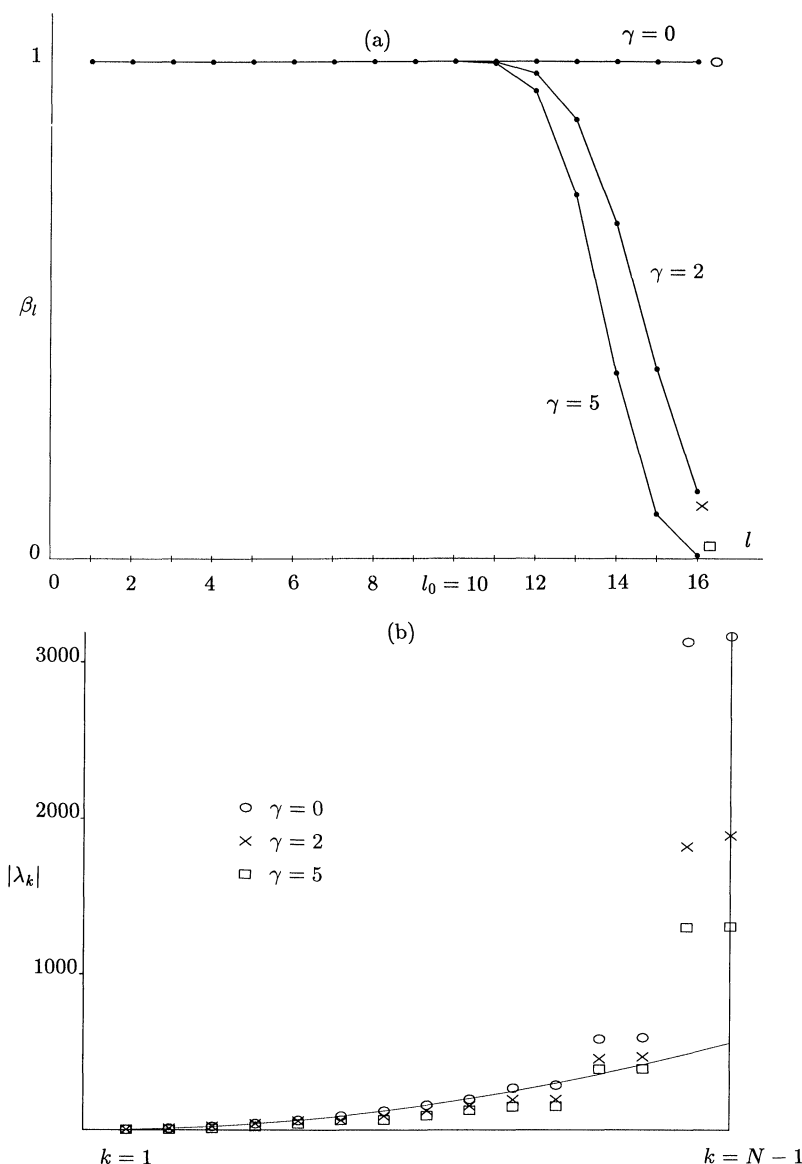 (a)
γ = 0
1
γ = 2
β_l
γ = 5
0
l
0 2 4 6 8 l₀ = 10 12 14 16
(b)
3000
2000
γ = 0
γ = 2
γ = 5
|λ_k|
1000
k = 1
k = N − 1